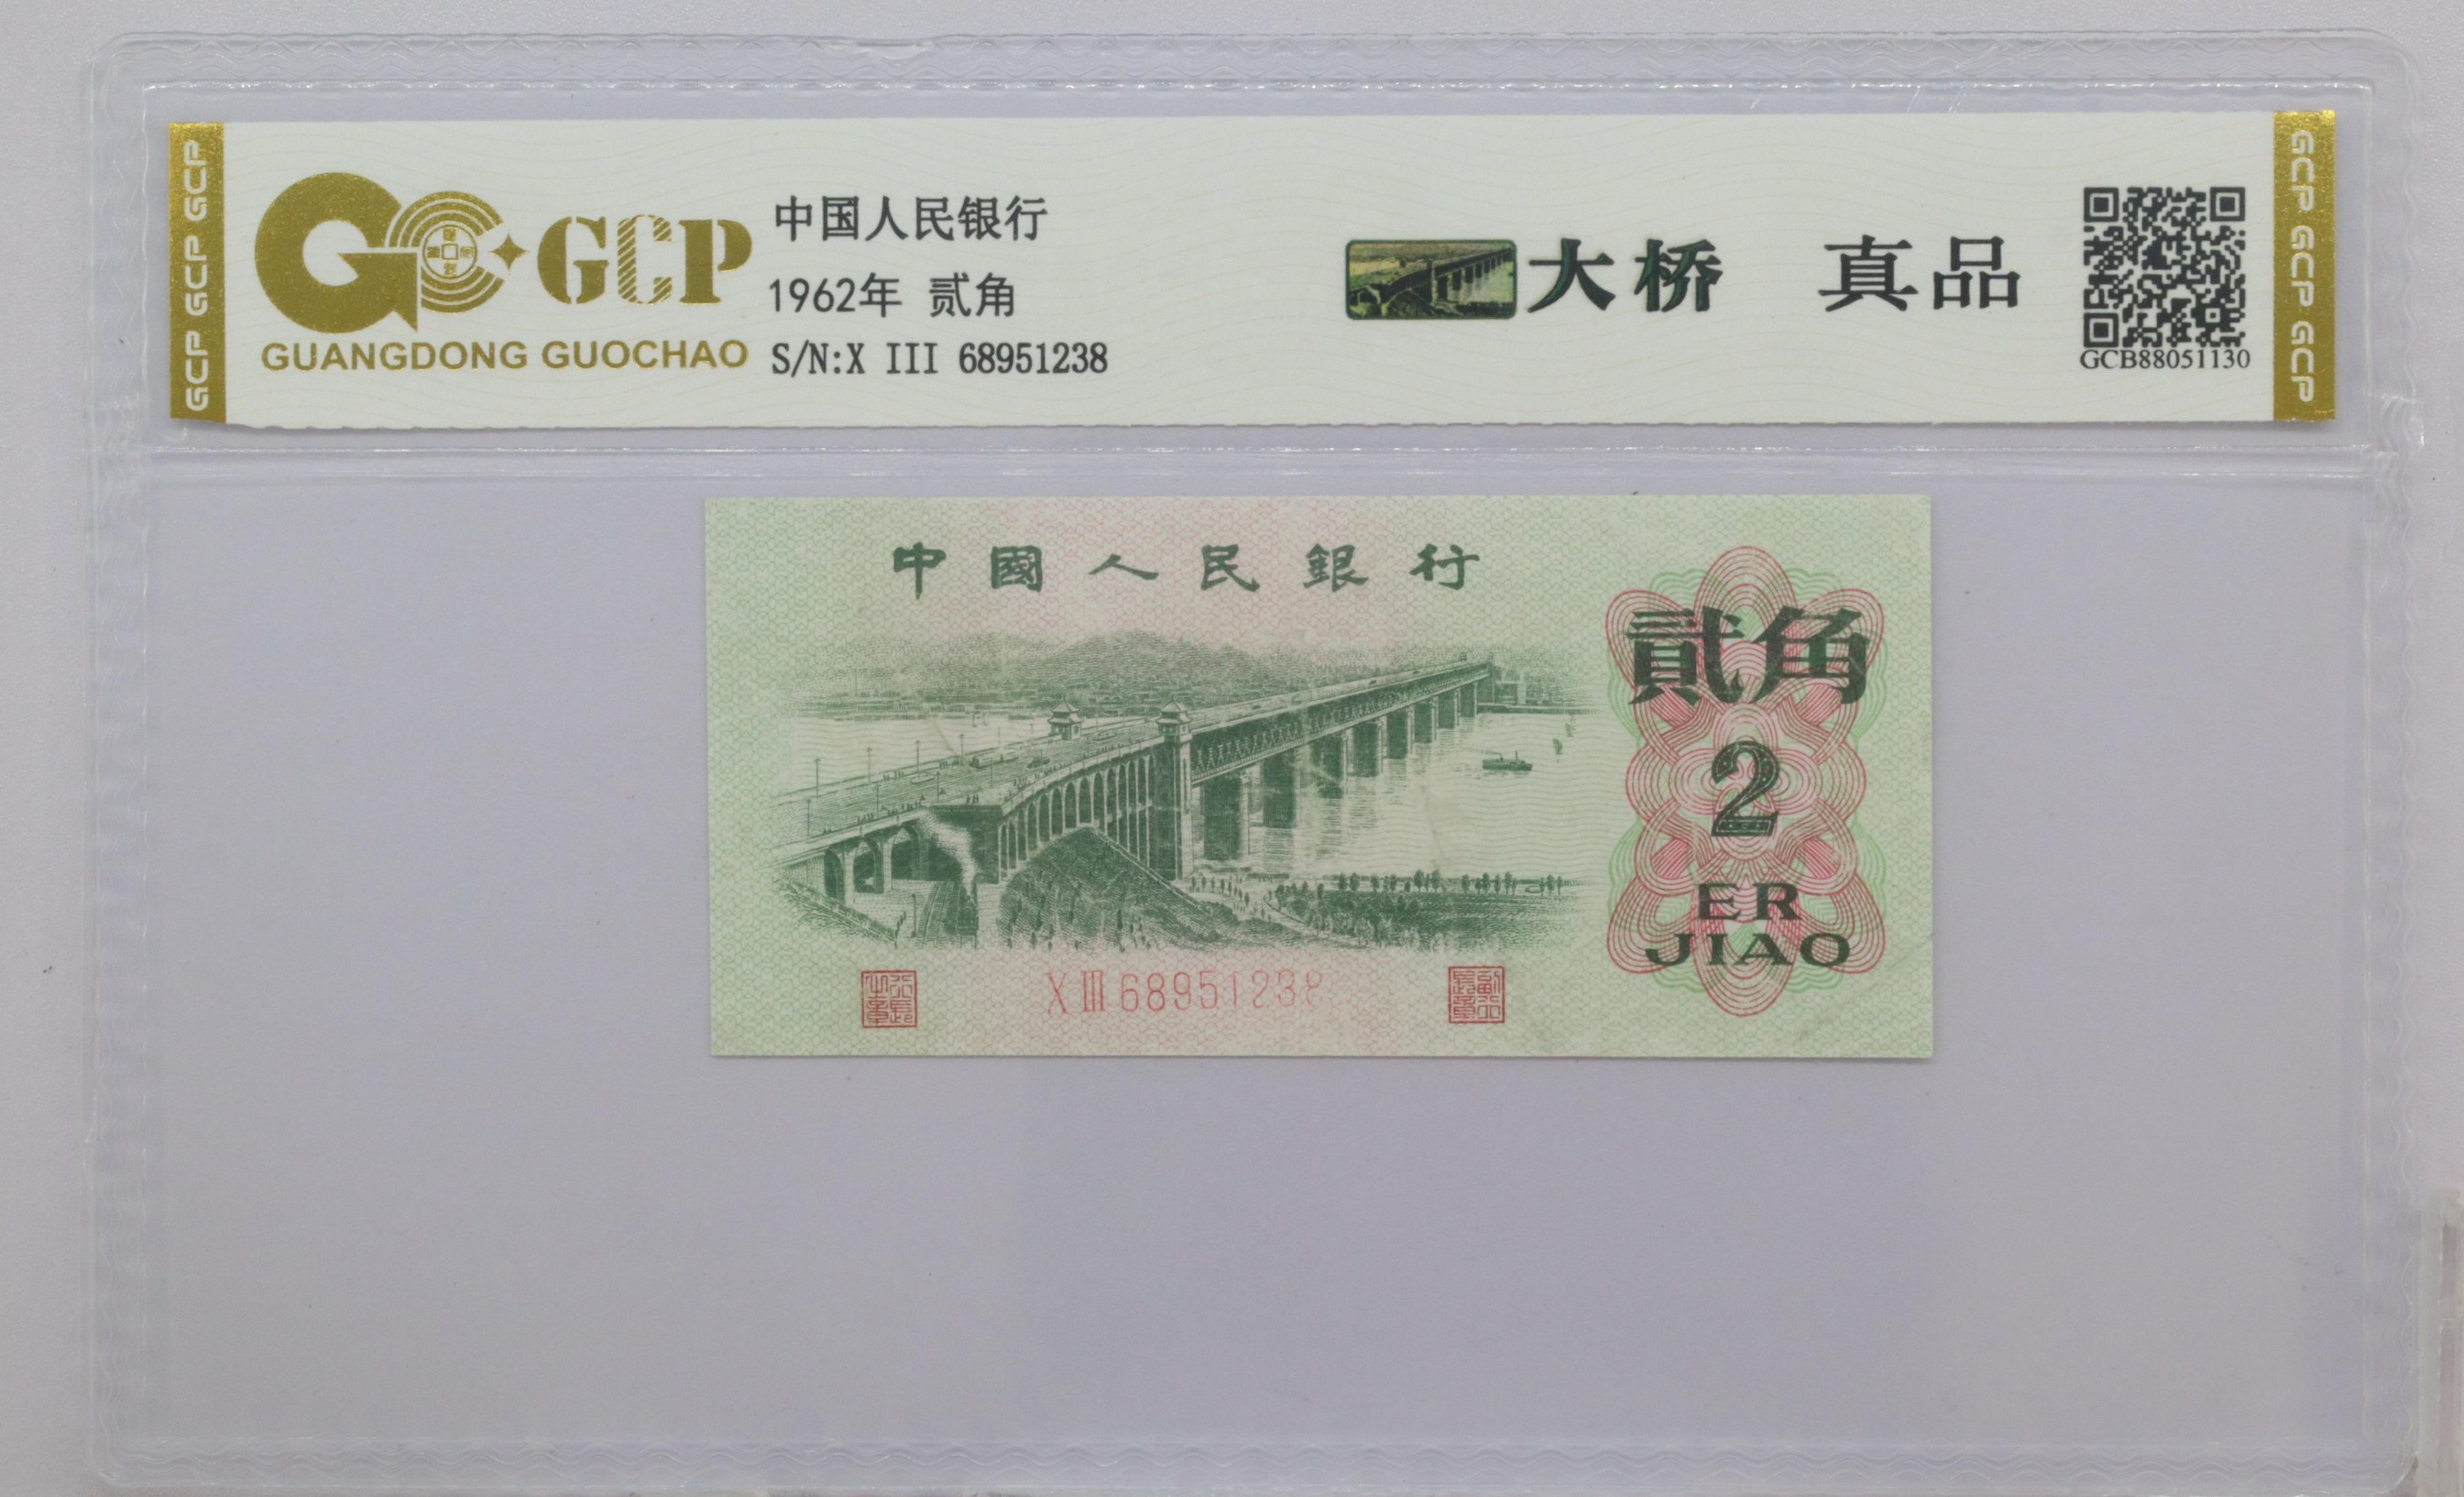 GCP GCP GCP
GCP
GUANGDONG GUOCHAO
中国人民银行
1962年 贰角
S/N:X III 68951238
大桥 真品
GCB88051130
GCP GCP GCP
中國人民銀行
貳角
2
ER
JIAO
X III 68951238